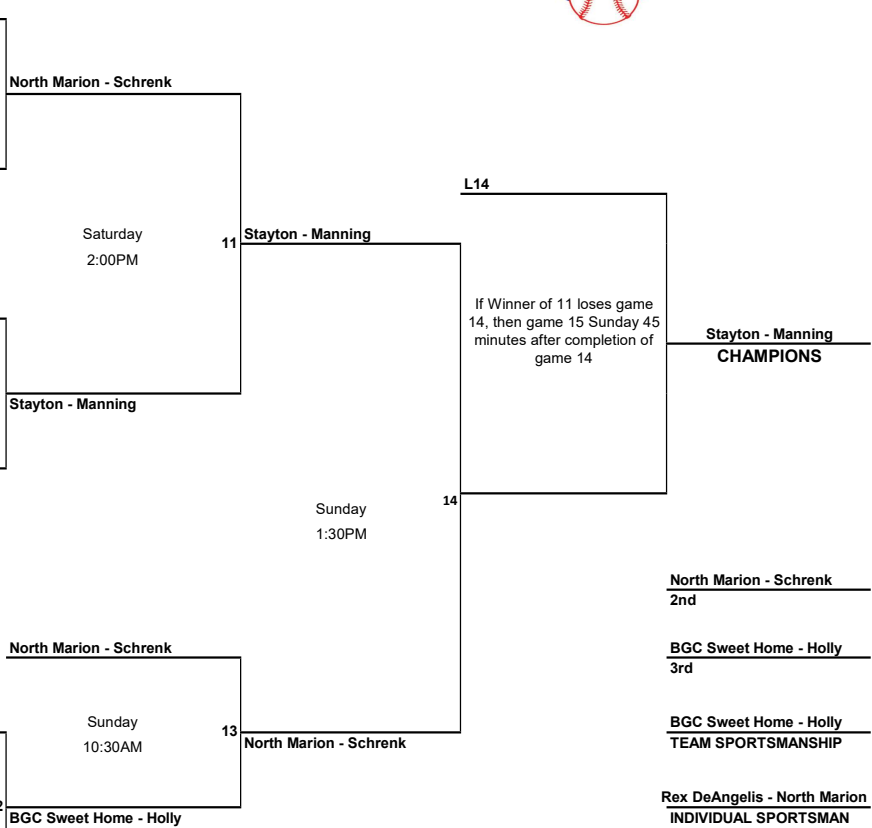 North Marion - Schrenk
L14
Saturday
2:00PM
11
Stayton - Manning
If Winner of 11 loses game
14, then game 15 Sunday 45
minutes after completion of
game 14
Stayton - Manning
CHAMPIONS
Stayton - Manning
Sunday
1:30PM
14
North Marion - Schrenk
2nd
North Marion - Schrenk
BGC Sweet Home - Holly
3rd
Sunday
10:30AM
13
North Marion - Schrenk
BGC Sweet Home - Holly
TEAM SPORTSMANSHIP
BGC Sweet Home - Holly
Rex DeAngelis - North Marion
INDIVIDUAL SPORTSMAN